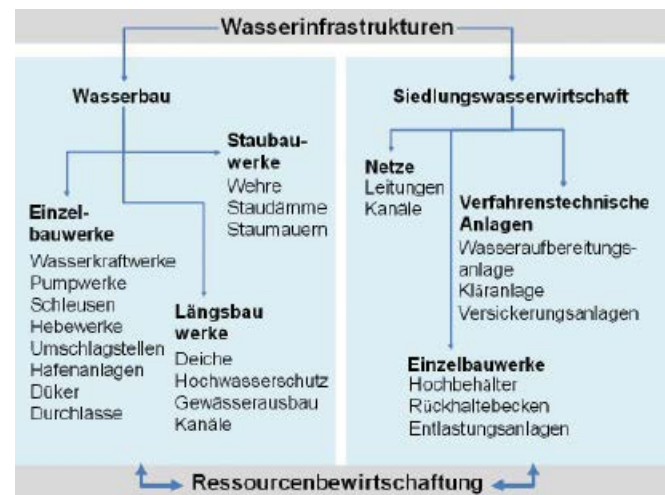 Wasserinfrastrukturen
Wasserbau
Staubau-
werke
Wehre
Staudämme
Staumauern
Einzel-
bauwerke
Wasserkraftwerke
Pumpwerke
Schleusen
Hebewerke
Umschlagstellen
Hafenanlagen
Düker
Durchlässe
Längsbau
werke
Deiche
Hochwasserschutz
Gewässerausbau
Kanäle
Siedlungswasserwirtschaft
Netze
Leitungen
Kanäle
Verfahrenstechnische
Anlagen
Wasseraufbereitungs-
anlage
Kläranlage
Versickerungsanlagen
Einzelbauwerke
Hochbehälter
Rückhaltebecken
Entlastungsanlagen
Ressourcenbewirtschaftung